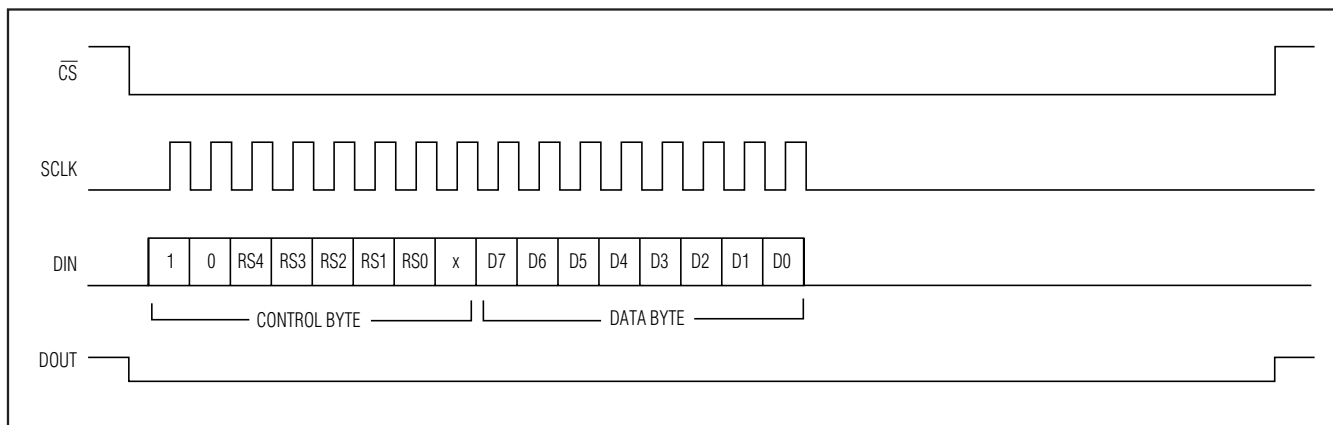 CS
SCLK
DIN 1 0 RS4 RS3 RS2 RS1 RS0 x D7 D6 D5 D4 D3 D2 D1 D0
CONTROL BYTE DATA BYTE
DOUT